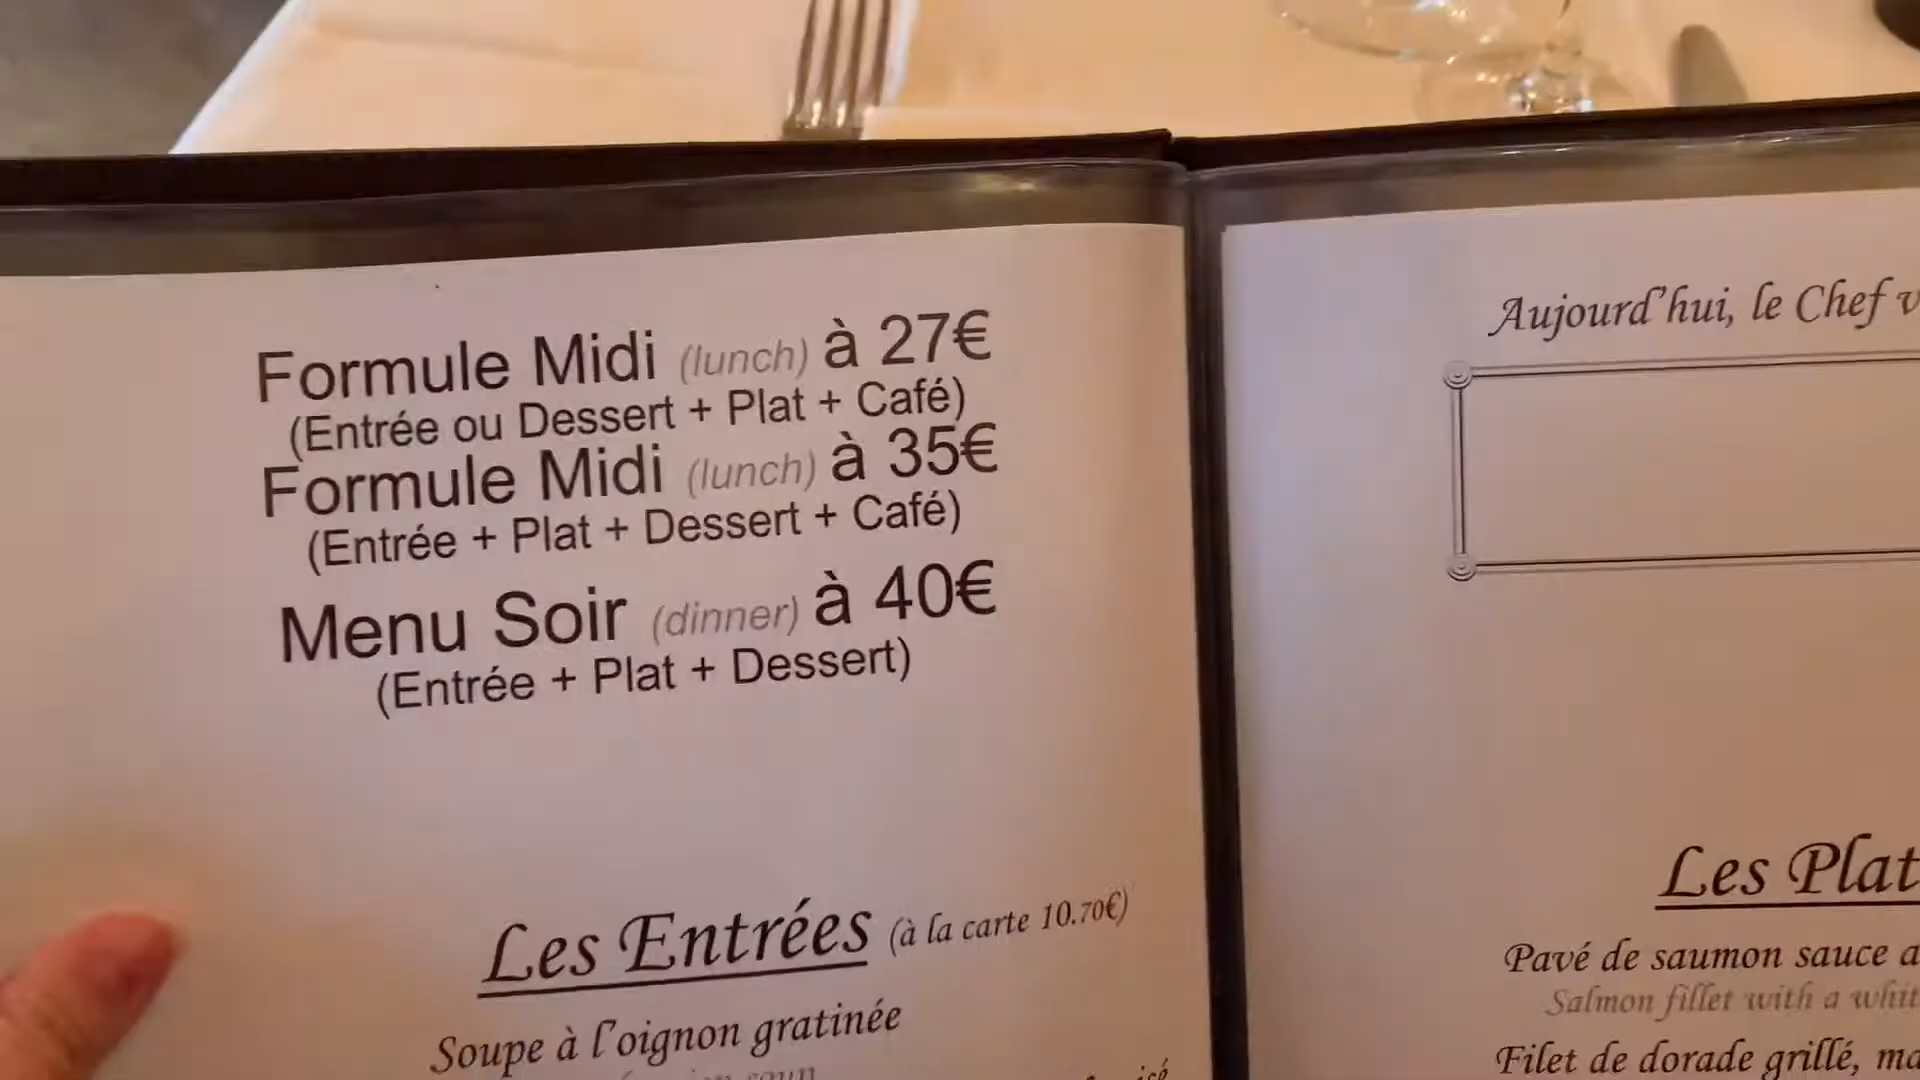 Formule Midi (lunch) à 27€
(Entrée ou Dessert + Plat + Café)
Formule Midi (lunch) à 35€
(Entrée + Plat + Dessert + Café)
Menu Soir (dinner) à 40€
(Entrée + Plat + Dessert)
Les Entrées (à la carte 10.70€)
Soupe à l'oignon gratinée
Aujourd'hui, le Chef v
Les Plat
Pavé de saumon sauce a
Salmon fillet with a whit
Filet de dorade grillé, ma